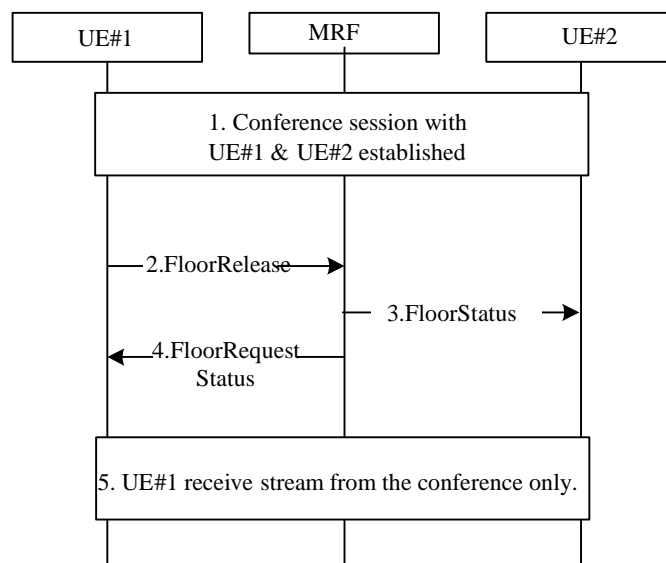 UE#1
MRF
UE#2
1. Conference session with
UE#1 & UE#2 established
2.FloorRelease
3.FloorStatus
4.FloorRequest
Status
5. UE#1 receive stream from the conference only.